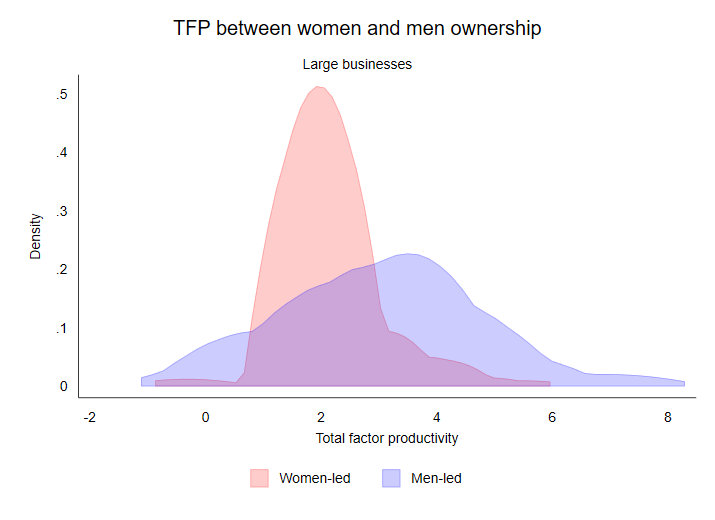 TFP between women and men ownership
Large businesses
.5
.4
.3
.2
.1
0
Density
-2 0 2 4 6 8
Total factor productivity
Women-led Men-led